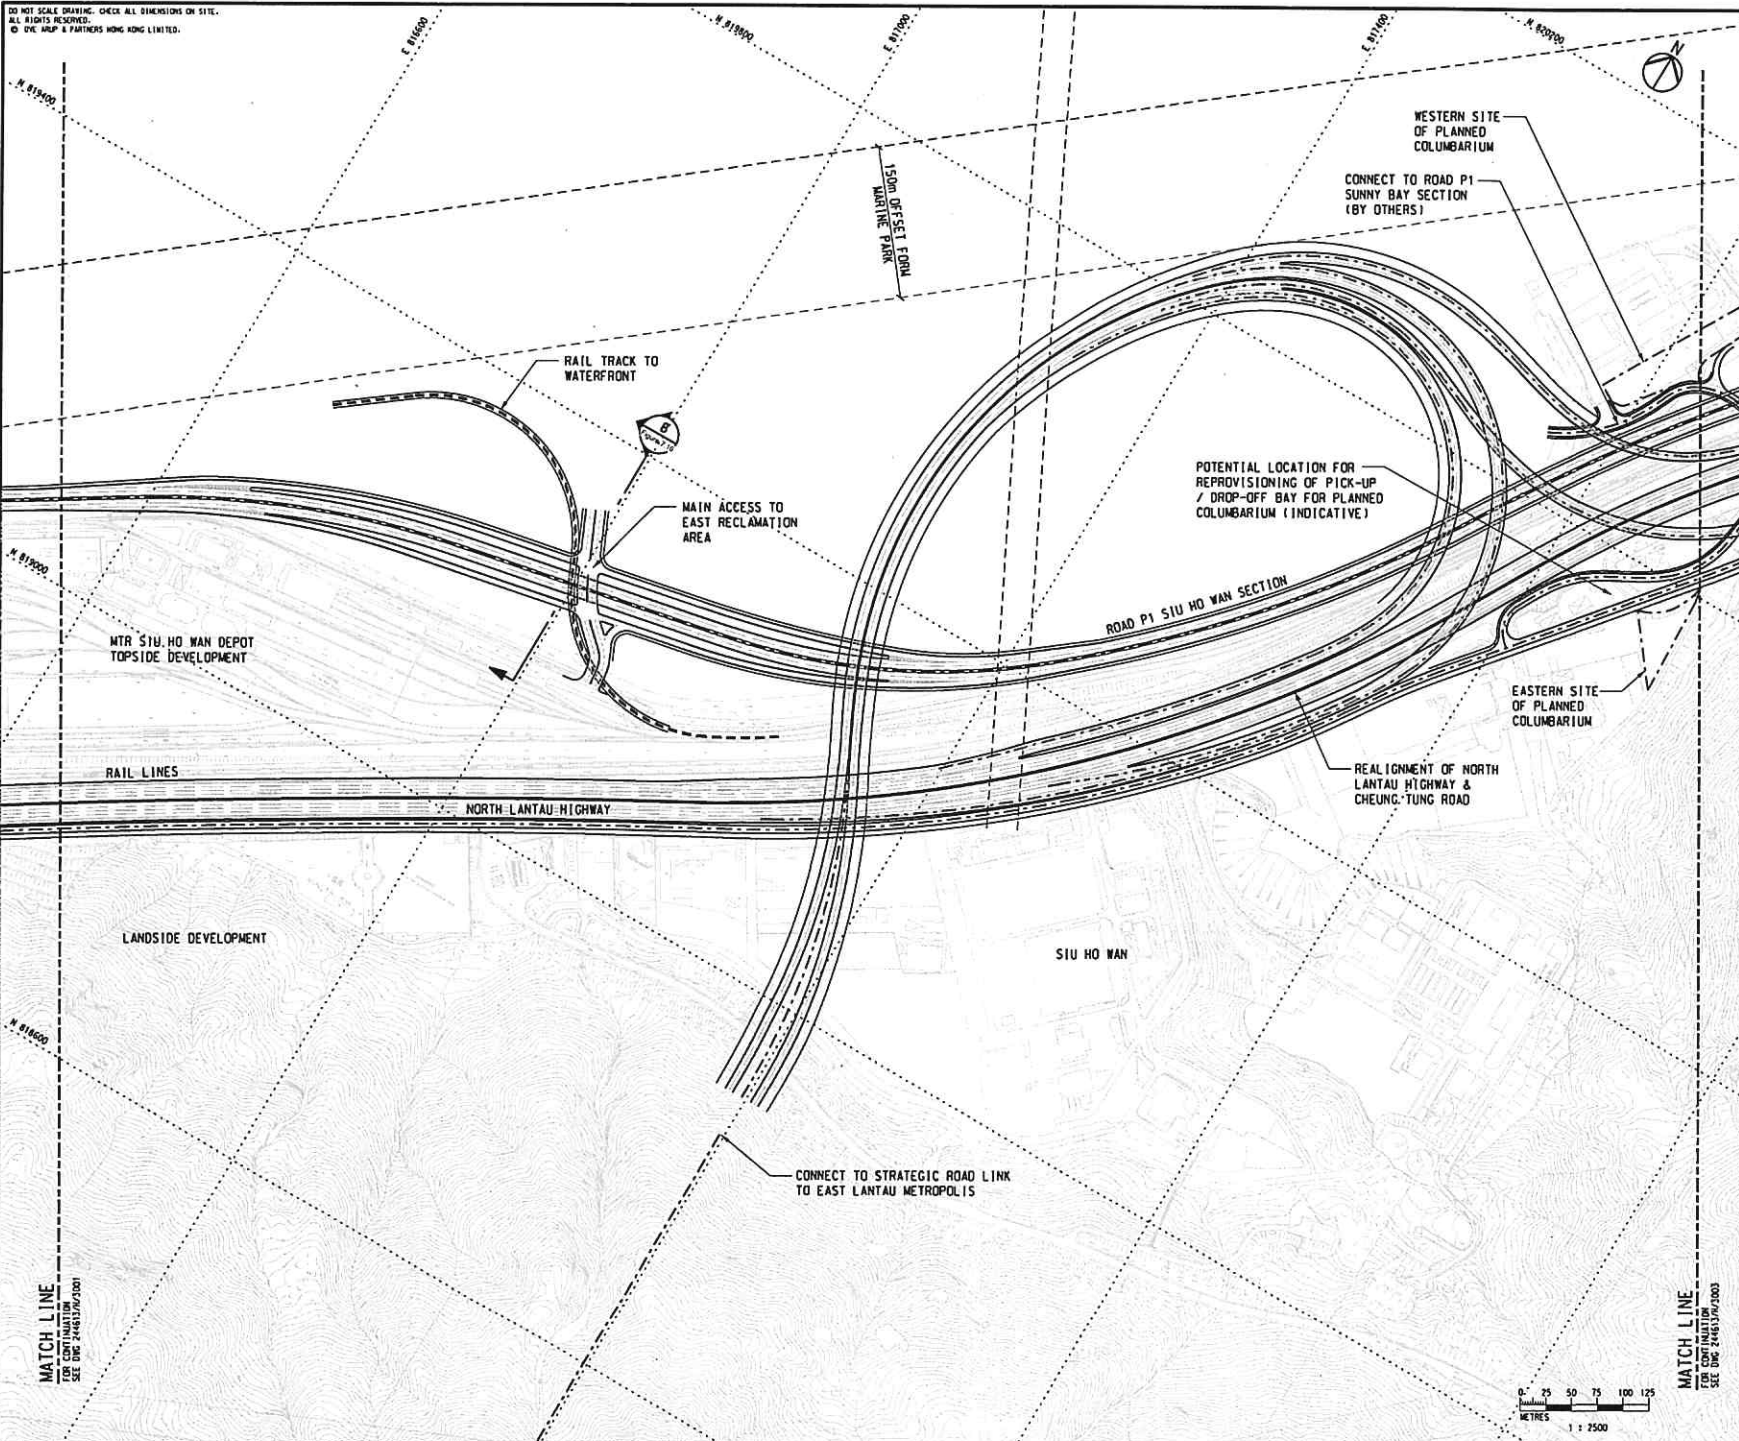 DO NOT SCALE DRAWING. CHECK ALL DIMENSIONS ON SITE.
ALL RIGHTS RESERVED.
© OVE ARUP & PARTNERS HONG KONG LIMITED.
E 816600
N 819800
E 817000
E 817400
N 820200
N
N 819400
WESTERN SITE
OF PLANNED
COLUMBARIUM
CONNECT TO ROAD P1
SUNNY BAY SECTION
(BY OTHERS)
150m OFFSET FORM
MARINE PARK
RAIL TRACK TO
WATERFRONT
B
MAIN ACCESS TO
EAST RECLAMATION
AREA
POTENTIAL LOCATION FOR
REPROVISIONING OF PICK-UP
/ DROP-OFF BAY FOR PLANNED
COLUMBARIUM (INDICATIVE)
N 819000
ROAD P1 SIU HO WAN SECTION
MTR SIU HO WAN DEPOT
TOPSIDE DEVELOPMENT
EASTERN SITE
OF PLANNED
COLUMBARIUM
RAIL LINES
NORTH LANTAU HIGHWAY
REALIGNMENT OF NORTH
LANTAU HIGHWAY &
CHEUNG TUNG ROAD
LANDSIDE DEVELOPMENT
SIU HO WAN
N 818600
CONNECT TO STRATEGIC ROAD LINK
TO EAST LANTAU METROPOLIS
MATCH LINE
FOR CONTINUATION
SEE DWG 244613/H/3001
MATCH LINE
FOR CONTINUATION
SEE DWG 244613/H/3003
0 25 50 75 100 125
METRES
1 : 2500